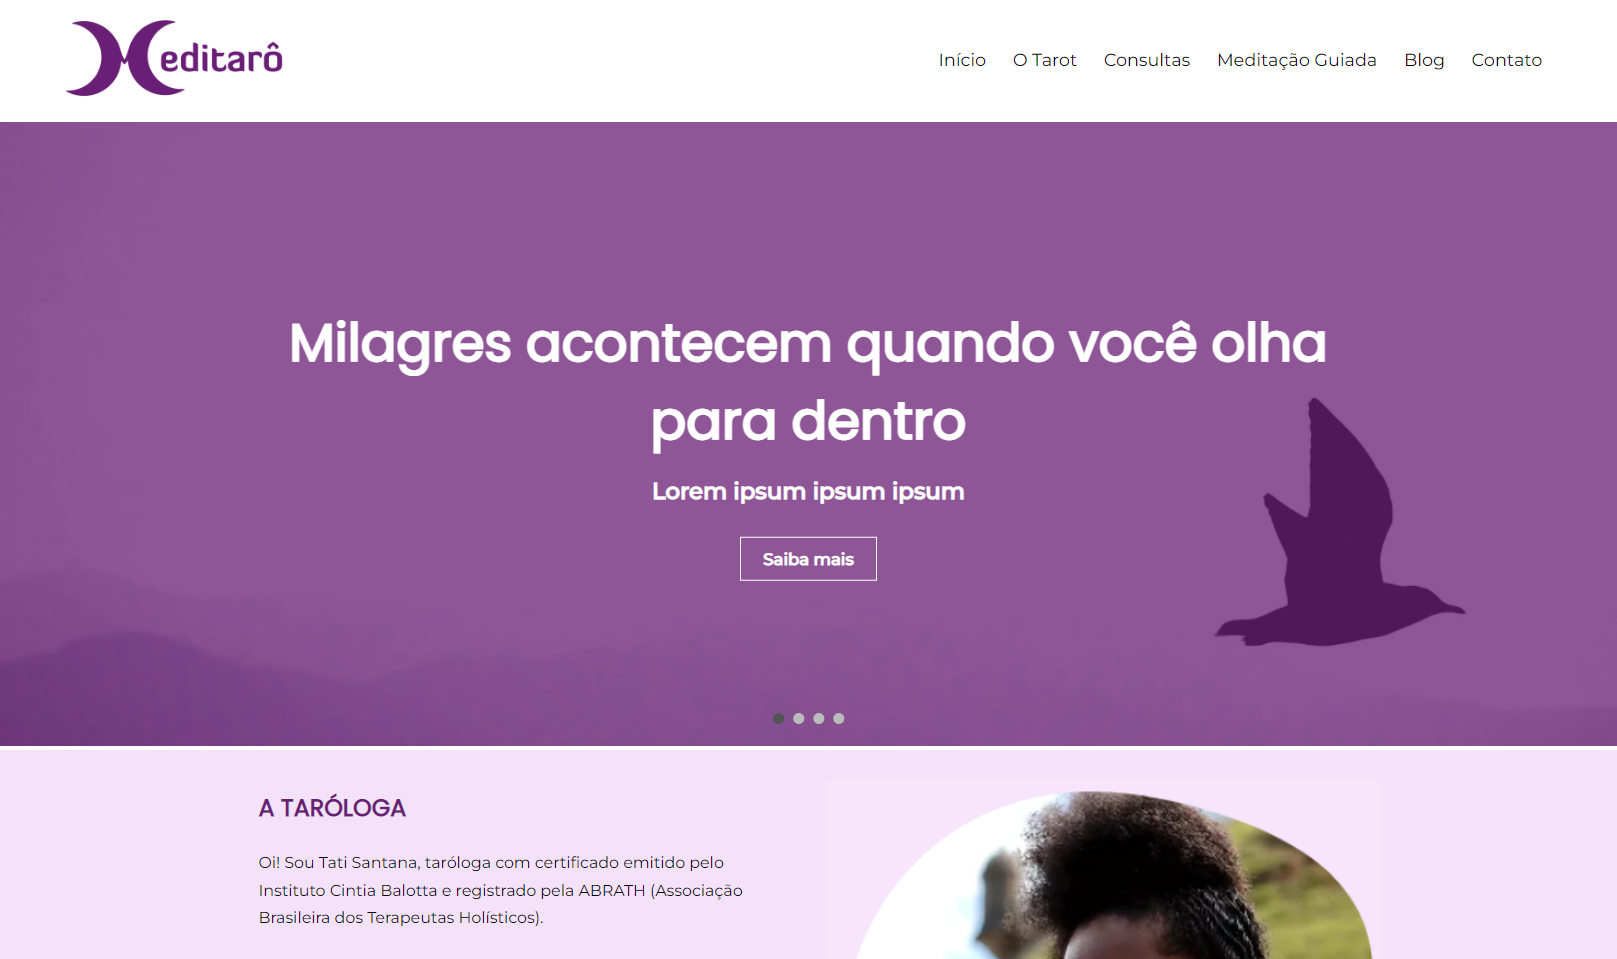 Meditarô
Início O Tarot Consultas Meditação Guiada Blog Contato
Milagres acontecem quando você olha
para dentro
Lorem ipsum ipsum ipsum
Saiba mais
A TARÓLOGA
Oi! Sou Tati Santana, taróloga com certificado emitido pelo
Instituto Cintia Balotta e registrado pela ABRATH (Associação
Brasileira dos Terapeutas Holísticos).